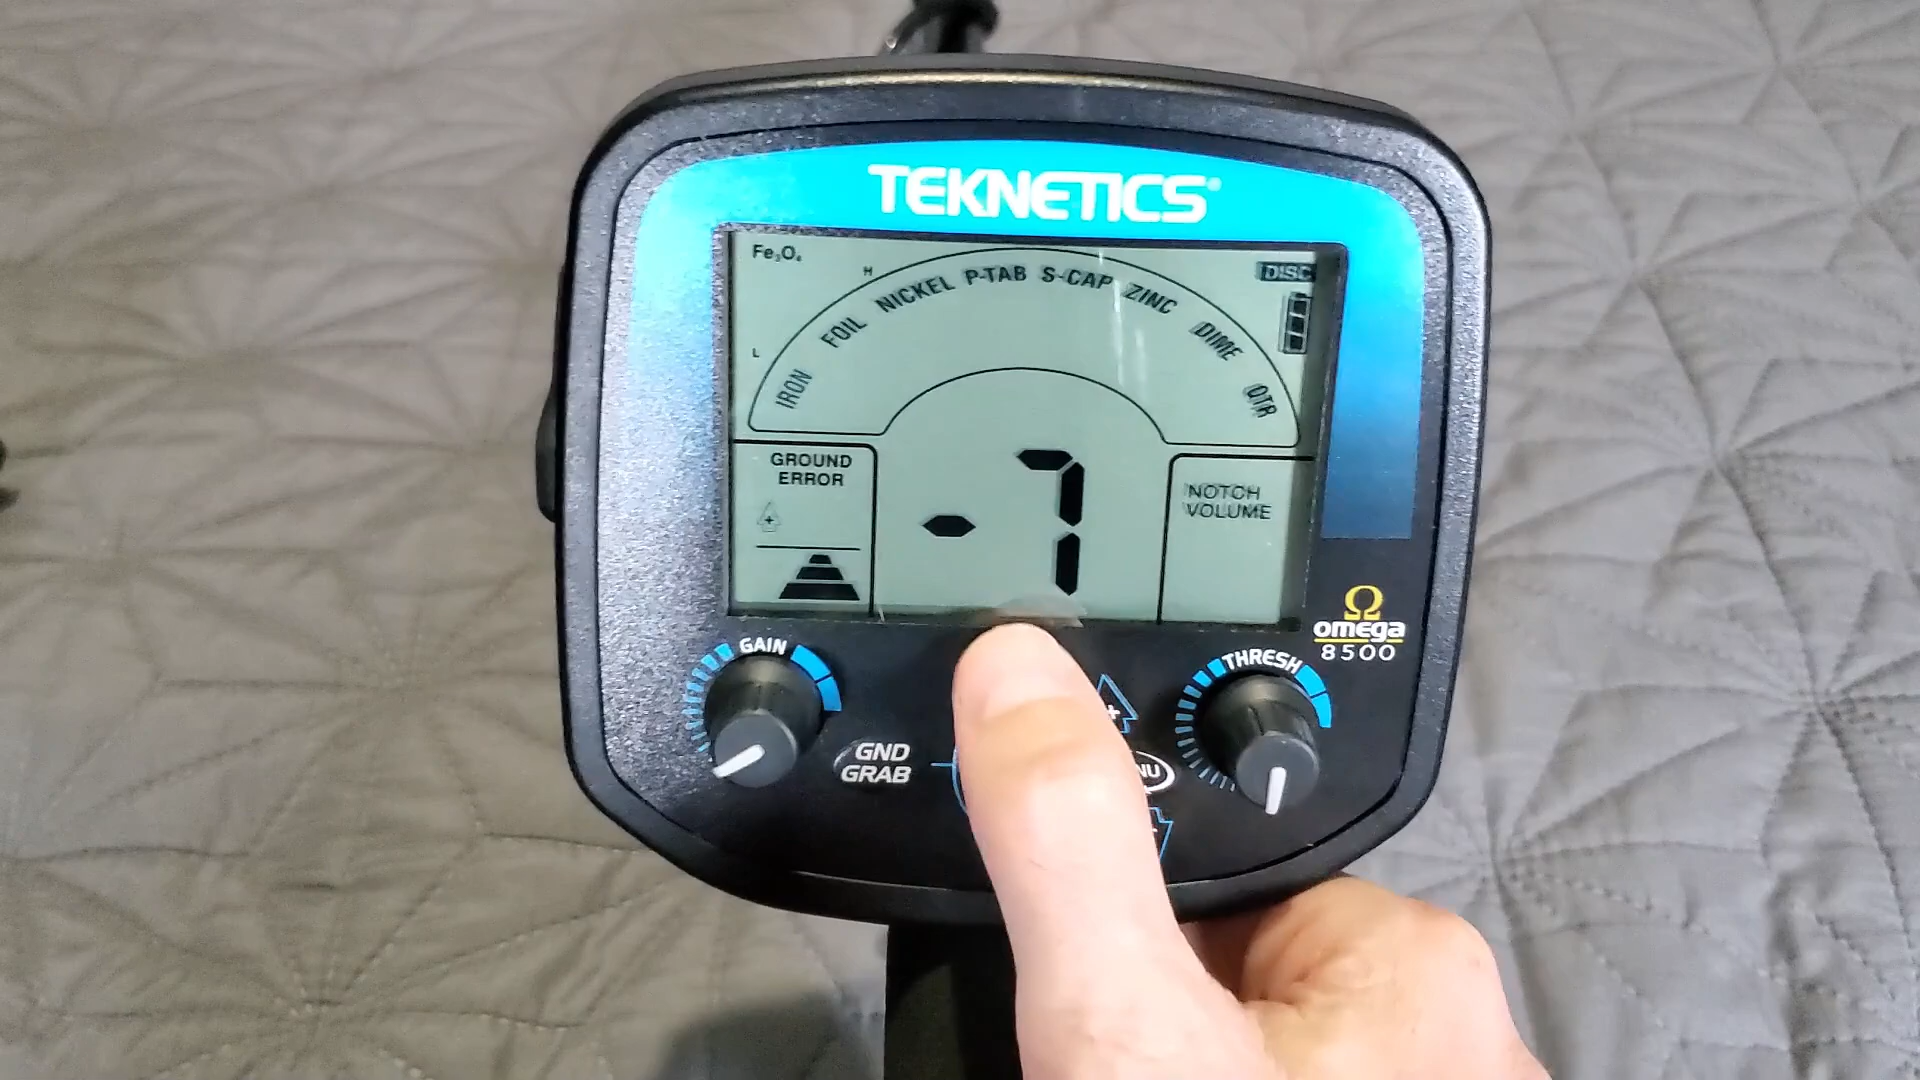 TEKNETICS®
Fe₃O₄
H
L
IRON FOIL NICKEL P-TAB S-CAP ZINC DIME QTR
DISC
GROUND
ERROR
+
-7
NOTCH
VOLUME
Ω
omega
8500
GAIN
THRESH
+
GND
GRAB
NU